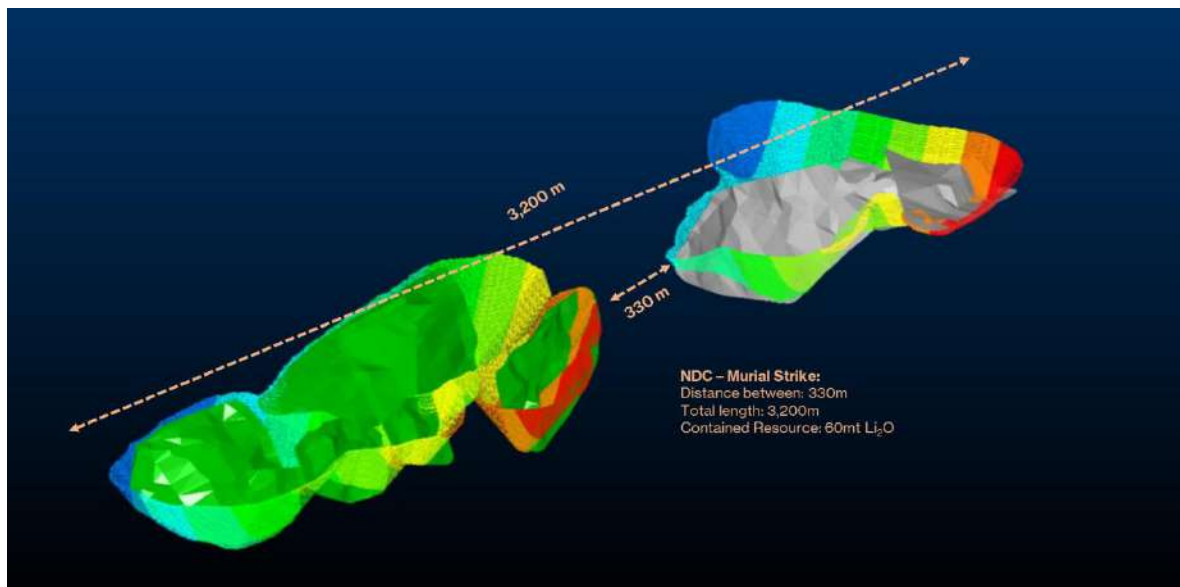 3,200 m
330 m
NDC – Murial Strike:
Distance between: 330m
Total length: 3,200m
Contained Resource: 60mt Li₂O